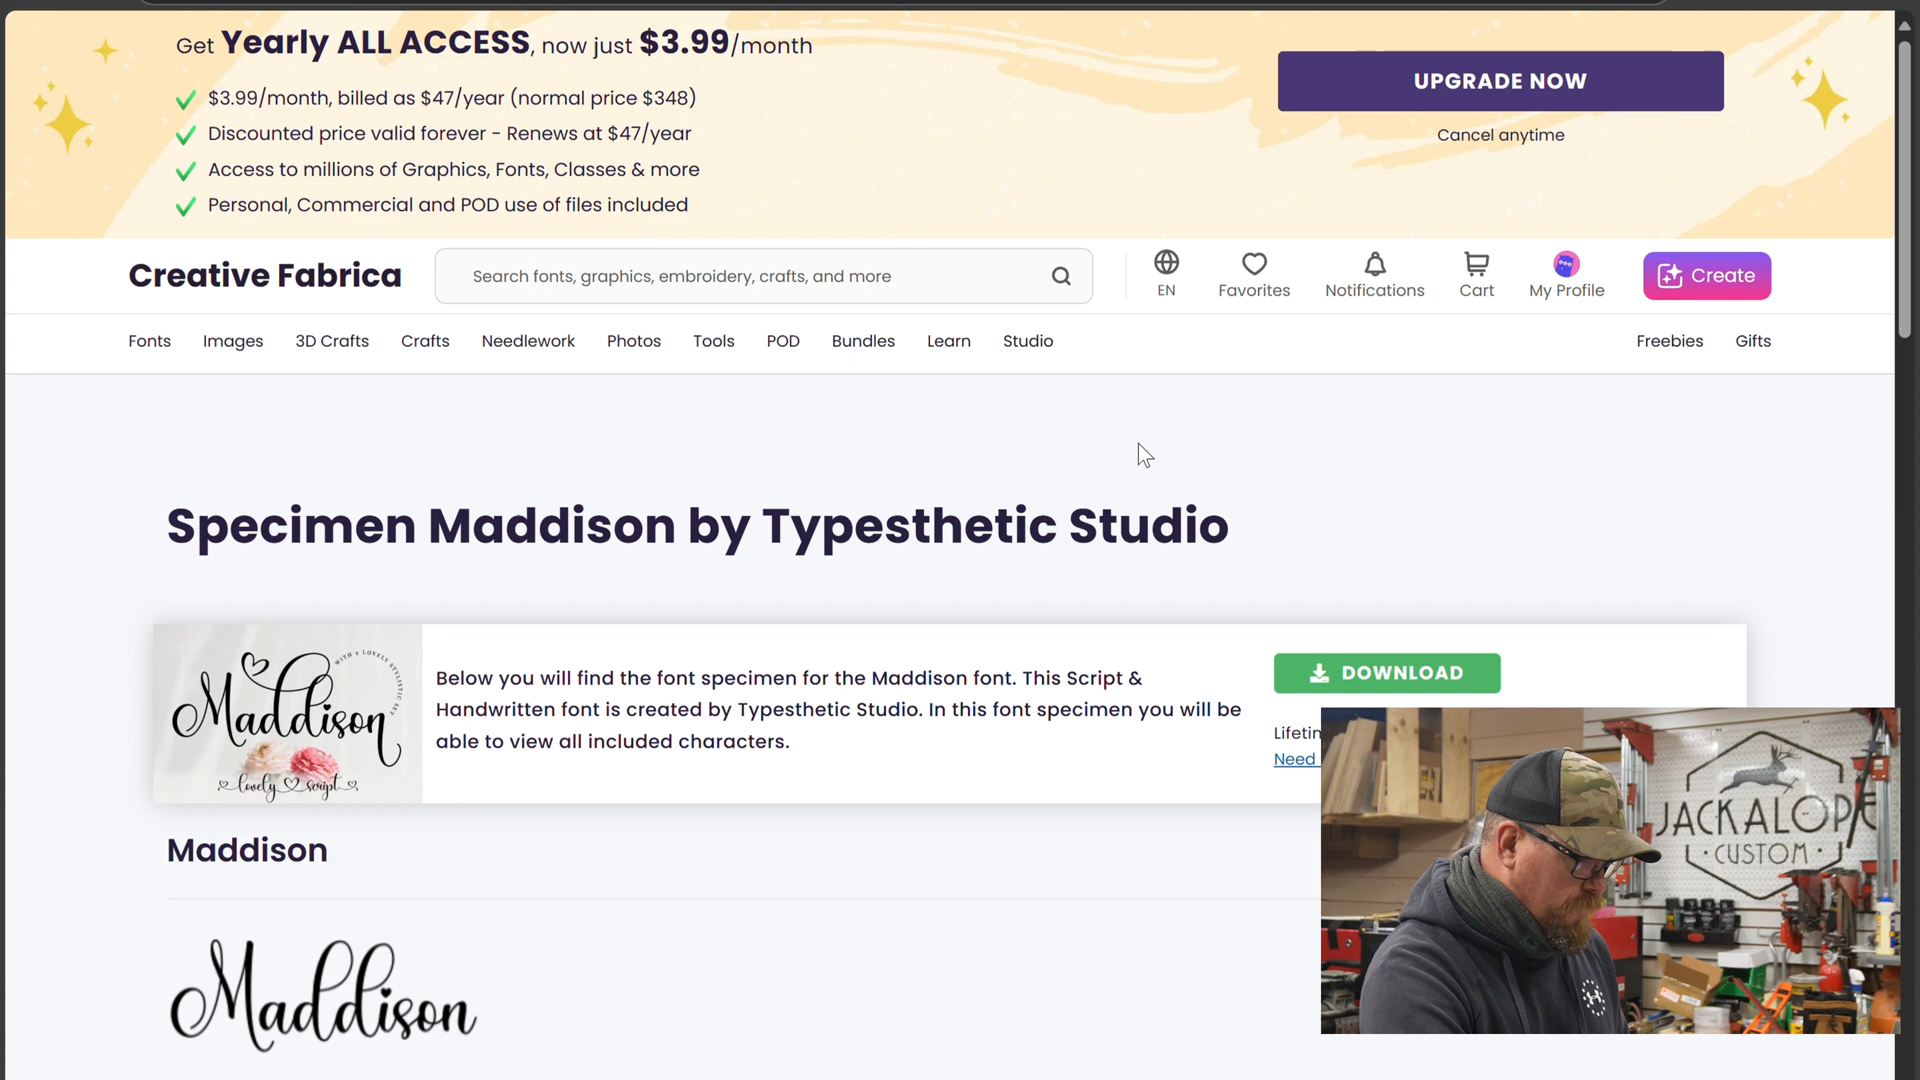 Get Yearly ALL ACCESS, now just $3.99/month
$3.99/month, billed as $47/year (normal price $348)
Discounted price valid forever - Renews at $47/year
Access to millions of Graphics, Fonts, Classes & more
Personal, Commercial and POD use of files included
UPGRADE NOW
Cancel anytime
Creative Fabrica
Search fonts, graphics, embroidery, crafts, and more
EN
Favorites
Notifications
Cart
My Profile
Create
Fonts Images 3D Crafts Crafts Needlework Photos Tools POD Bundles Learn Studio Freebies Gifts
Specimen Maddison by Typesthetic Studio
WITH 9 LOVELY STYLISTIC SET
Maddison
lovely script
Below you will find the font specimen for the Maddison font. This Script &
Handwritten font is created by Typesthetic Studio. In this font specimen you will be
able to view all included characters.
DOWNLOAD
Lifetin
Need
Maddison
Maddison
JACKALOPE
• CUSTOM •